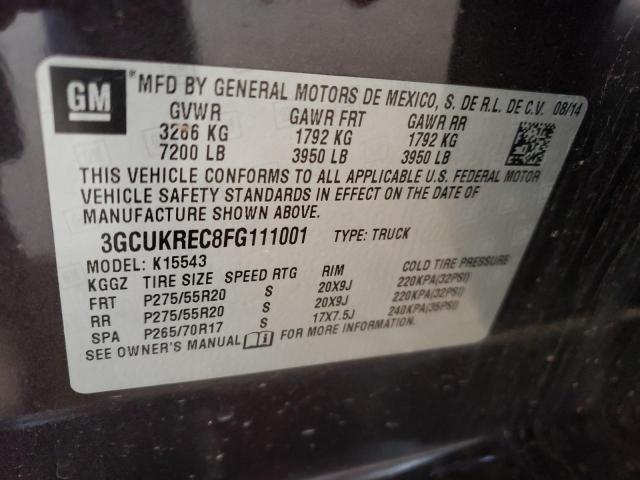 GM
® MFD BY GENERAL MOTORS DE MEXICO, S. DE R.L. DE C.V. 08/14
GVWR GAWR FRT GAWR RR
3266 KG 1792 KG 1792 KG
7200 LB 3950 LB 3950 LB
THIS VEHICLE CONFORMS TO ALL APPLICABLE U.S. FEDERAL MOTOR
VEHICLE SAFETY STANDARDS IN EFFECT ON THE DATE OF
MANUFACTURE SHOWN ABOVE.
3GCUKREC8FG111001 TYPE: TRUCK
MODEL: K15543
KGGZ TIRE SIZE SPEED RTG RIM COLD TIRE PRESSURE
FRT P275/55R20 S 20X9J 220KPA(32PSI)
RR P275/55R20 S 20X9J 220KPA(32PSI)
SPA P265/70R17 S 17X7.5J 240KPA(35PSI)
SEE OWNER'S MANUAL FOR MORE INFORMATION.